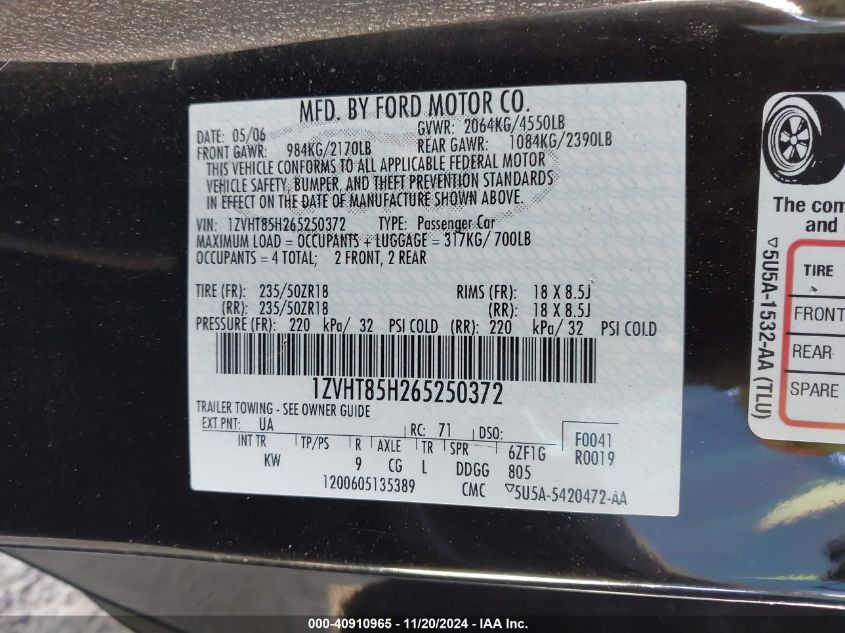 MFD. BY FORD MOTOR CO.
DATE: 05/06 GVWR: 2064KG/4550LB
FRONT GAWR: 984KG/2170LB REAR GAWR: 1084KG/2390LB
THIS VEHICLE CONFORMS TO ALL APPLICABLE FEDERAL MOTOR
VEHICLE SAFETY, BUMPER, AND THEFT PREVENTION STANDARDS
IN EFFECT ON THE DATE OF MANUFACTURE SHOWN ABOVE.
VIN: 1ZVHT85H265250372 TYPE: Passenger Car
MAXIMUM LOAD = OCCUPANTS + LUGGAGE = 317KG/ 700LB
OCCUPANTS = 4 TOTAL; 2 FRONT, 2 REAR
TIRE (FR): 235/50ZR18 RIMS (FR): 18 X 8.5J
(RR): 235/50ZR18 (RR): 18 X 8.5J
PRESSURE (FR): 220 kPa/ 32 PSI COLD (RR): 220 kPa/ 32 PSI COLD
1ZVHT85H265250372
TRAILER TOWING - SEE OWNER GUIDE
EXT PNT: UA RC: 71 DSO: F0041
INT TR TP/PS R AXLE TR SPR 6ZF1G R0019
KW 9 CG L DDGG 805
1200605135389 CMC ▽5U5A-5420472-AA
The com
and
TIRE
FRONT
REAR
SPARE
▽5U5A-1532-AA (TLU)
000-40910965 - 11/20/2024 - IAA Inc.